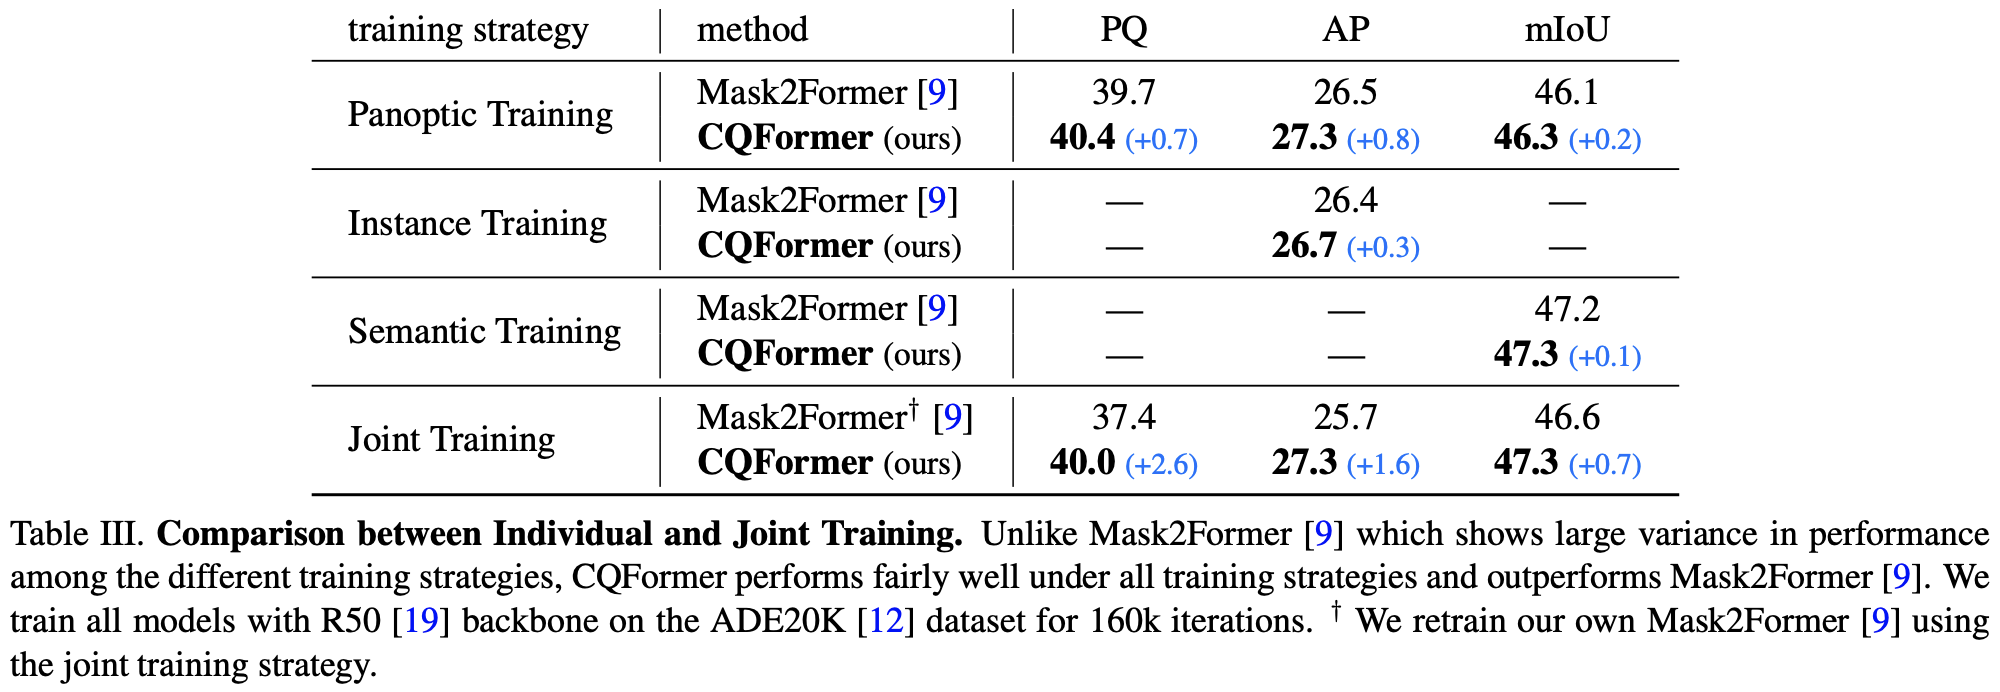 training strategy method PQ AP mIoU
Panoptic Training
Mask2Former [9] 39.7 26.5 46.1
CQFormer (ours) 40.4 (+0.7) 27.3 (+0.8) 46.3 (+0.2)
Instance Training
Mask2Former [9] — 26.4 —
CQFormer (ours) — 26.7 (+0.3) —
Semantic Training
Mask2Former [9] — — 47.2
CQFormer (ours) — — 47.3 (+0.1)
Joint Training
Mask2Former† [9] 37.4 25.7 46.6
CQFormer (ours) 40.0 (+2.6) 27.3 (+1.6) 47.3 (+0.7)
Table III. Comparison between Individual and Joint Training. Unlike Mask2Former [9] which shows large variance in performance
among the different training strategies, CQFormer performs fairly well under all training strategies and outperforms Mask2Former [9]. We
train all models with R50 [19] backbone on the ADE20K [12] dataset for 160k iterations. † We retrain our own Mask2Former [9] using
the joint training strategy.